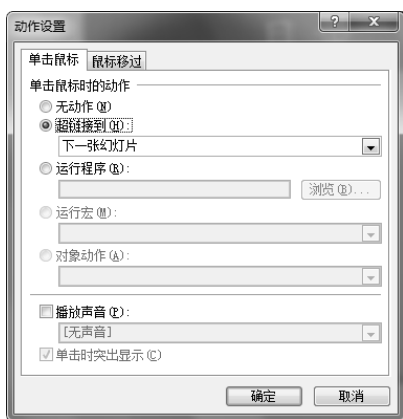 动作设置
单击鼠标 鼠标移过
单击鼠标时的动作
无动作(N)
超链接到(H):
下一张幻灯片
运行程序(R):
浏览(B)...
运行宏(M):
对象动作(A):
播放声音(P):
[无声音]
单击时突出显示(C)
确定 取消